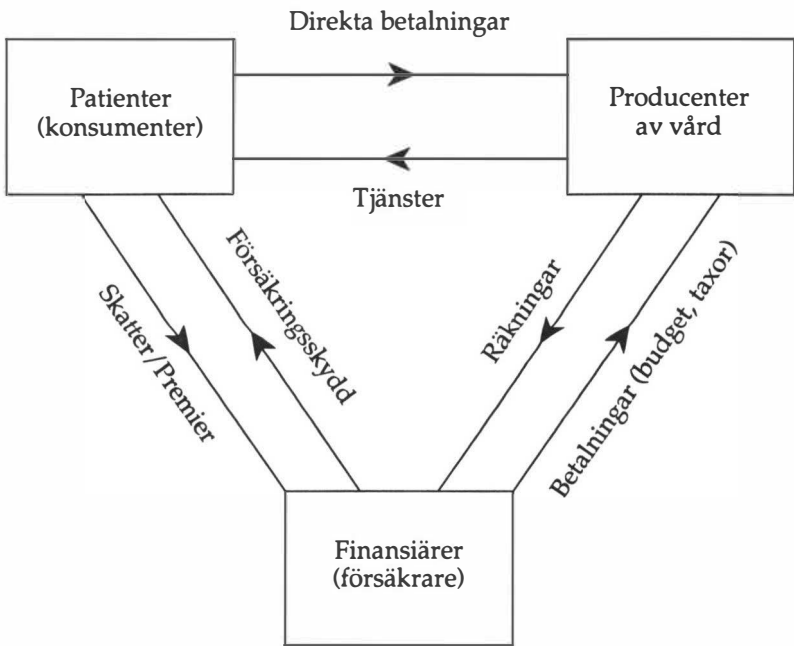 Direkta betalningar
Patienter
(konsumenter)
Producenter
av vård
Tjänster
Skatter/Premier
Försäkringsskydd
Räkningar
Betalningar (budget, taxor)
Finansiärer
(försäkrare)